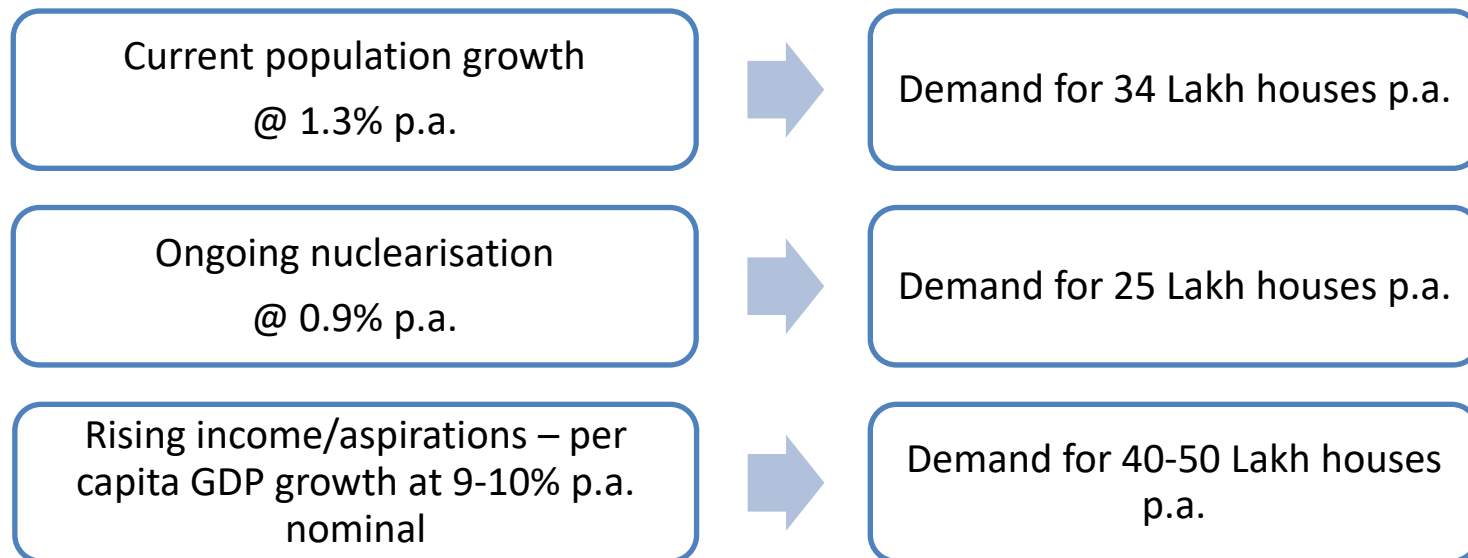 Current population growth
@ 1.3% p.a.
Demand for 34 Lakh houses p.a.
Ongoing nuclearisation
@ 0.9% p.a.
Demand for 25 Lakh houses p.a.
Rising income/aspirations – per
capita GDP growth at 9-10% p.a.
nominal
Demand for 40-50 Lakh houses
p.a.